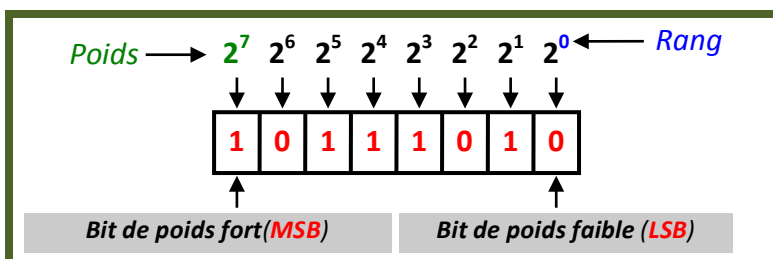 Poids 2⁷ 2⁶ 2⁵ 2⁴ 2³ 2² 2¹ 2⁰ Rang
1 0 1 1 1 0 1 0
Bit de poids fort(MSB) Bit de poids faible (LSB)